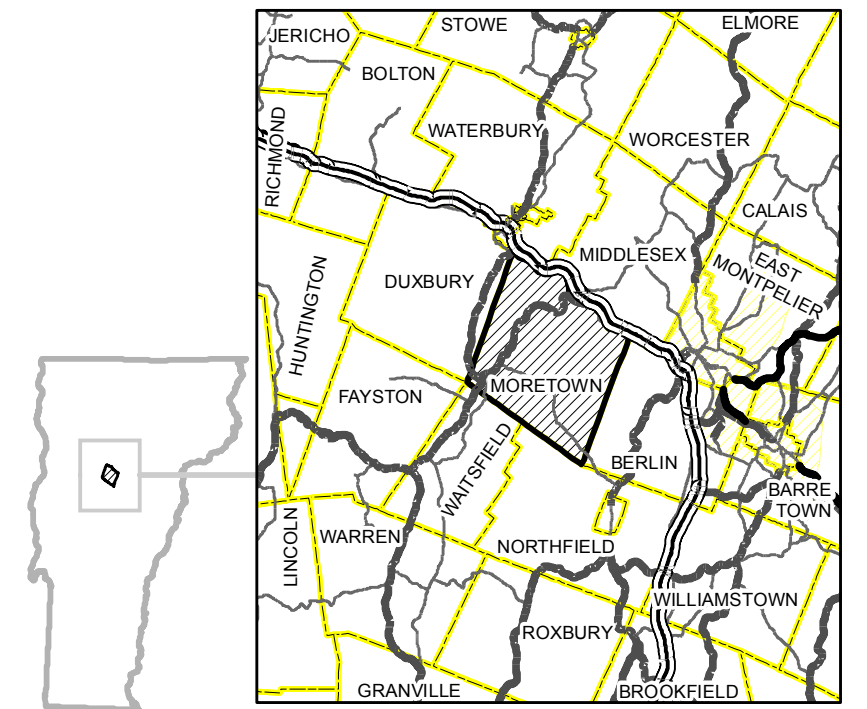 STOWE
ELMORE
JERICHO
BOLTON
WATERBURY
WORCESTER
RICHMOND
CALAIS
MIDDLESEX
EAST
MONTPELIER
DUXBURY
HUNTINGTON
MORETOWN
FAYSTON
WAITSFIELD
BERLIN
BARRE
TOWN
LINCOLN
WARREN
NORTHFIELD
WILLIAMSTOWN
ROXBURY
GRANVILLE
BROOKFIELD